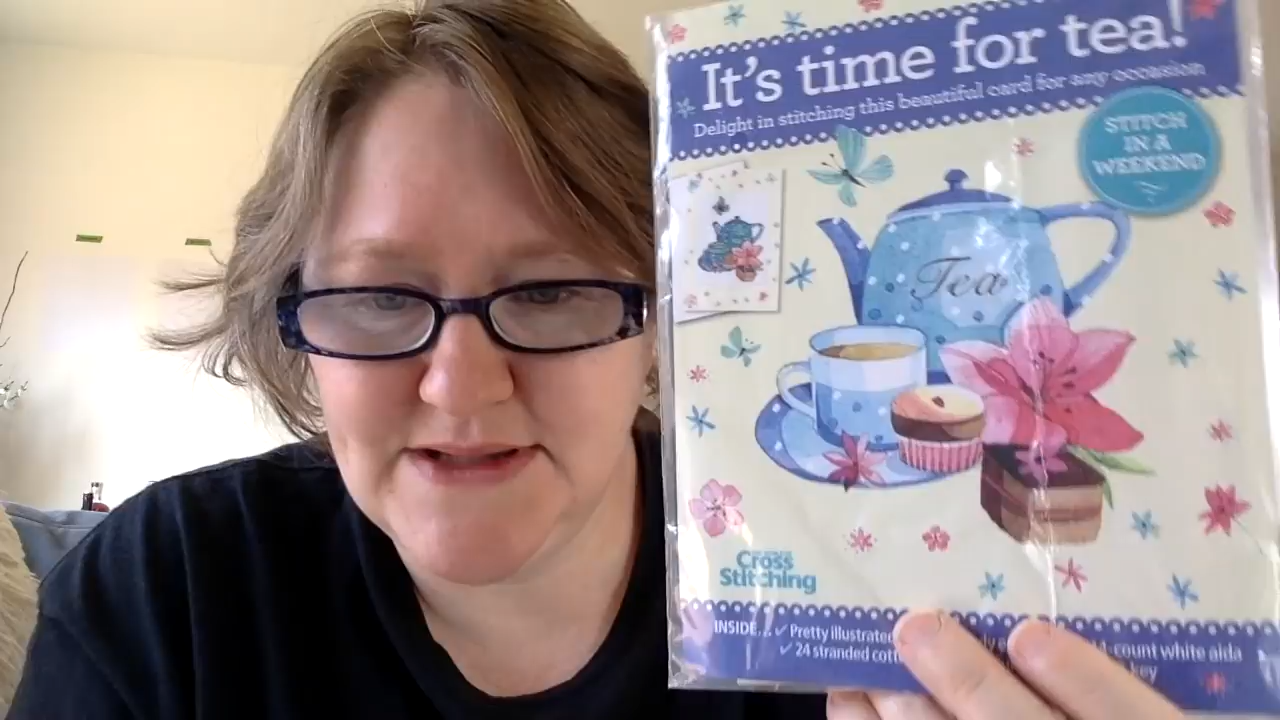 It's time for tea!
Delight in stitching this beautiful card for any occasion
STITCH
IN A
WEEKEND
Tea
Cross
Stitching
INSIDE... ✓ Pretty illustrated 14-count white aida
✓ 24 stranded key